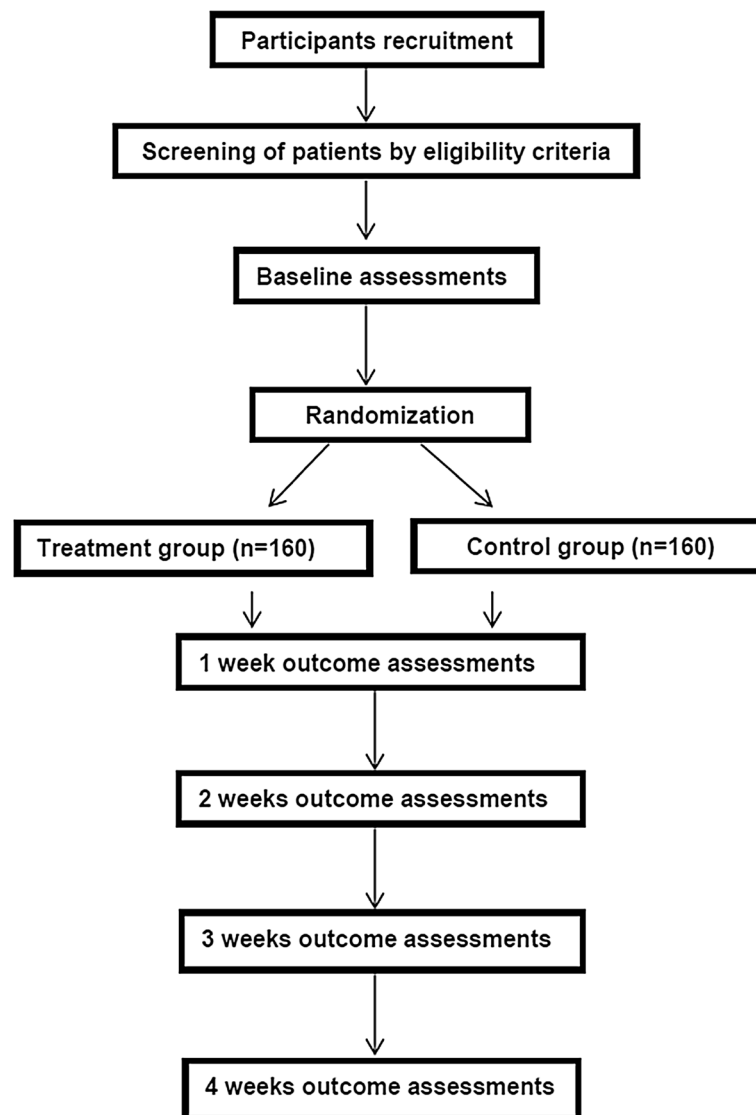 Participants recruitment
Screening of patients by eligibility criteria
Baseline assessments
Randomization
Treatment group (n=160)
Control group (n=160)
1 week outcome assessments
2 weeks outcome assessments
3 weeks outcome assessments
4 weeks outcome assessments